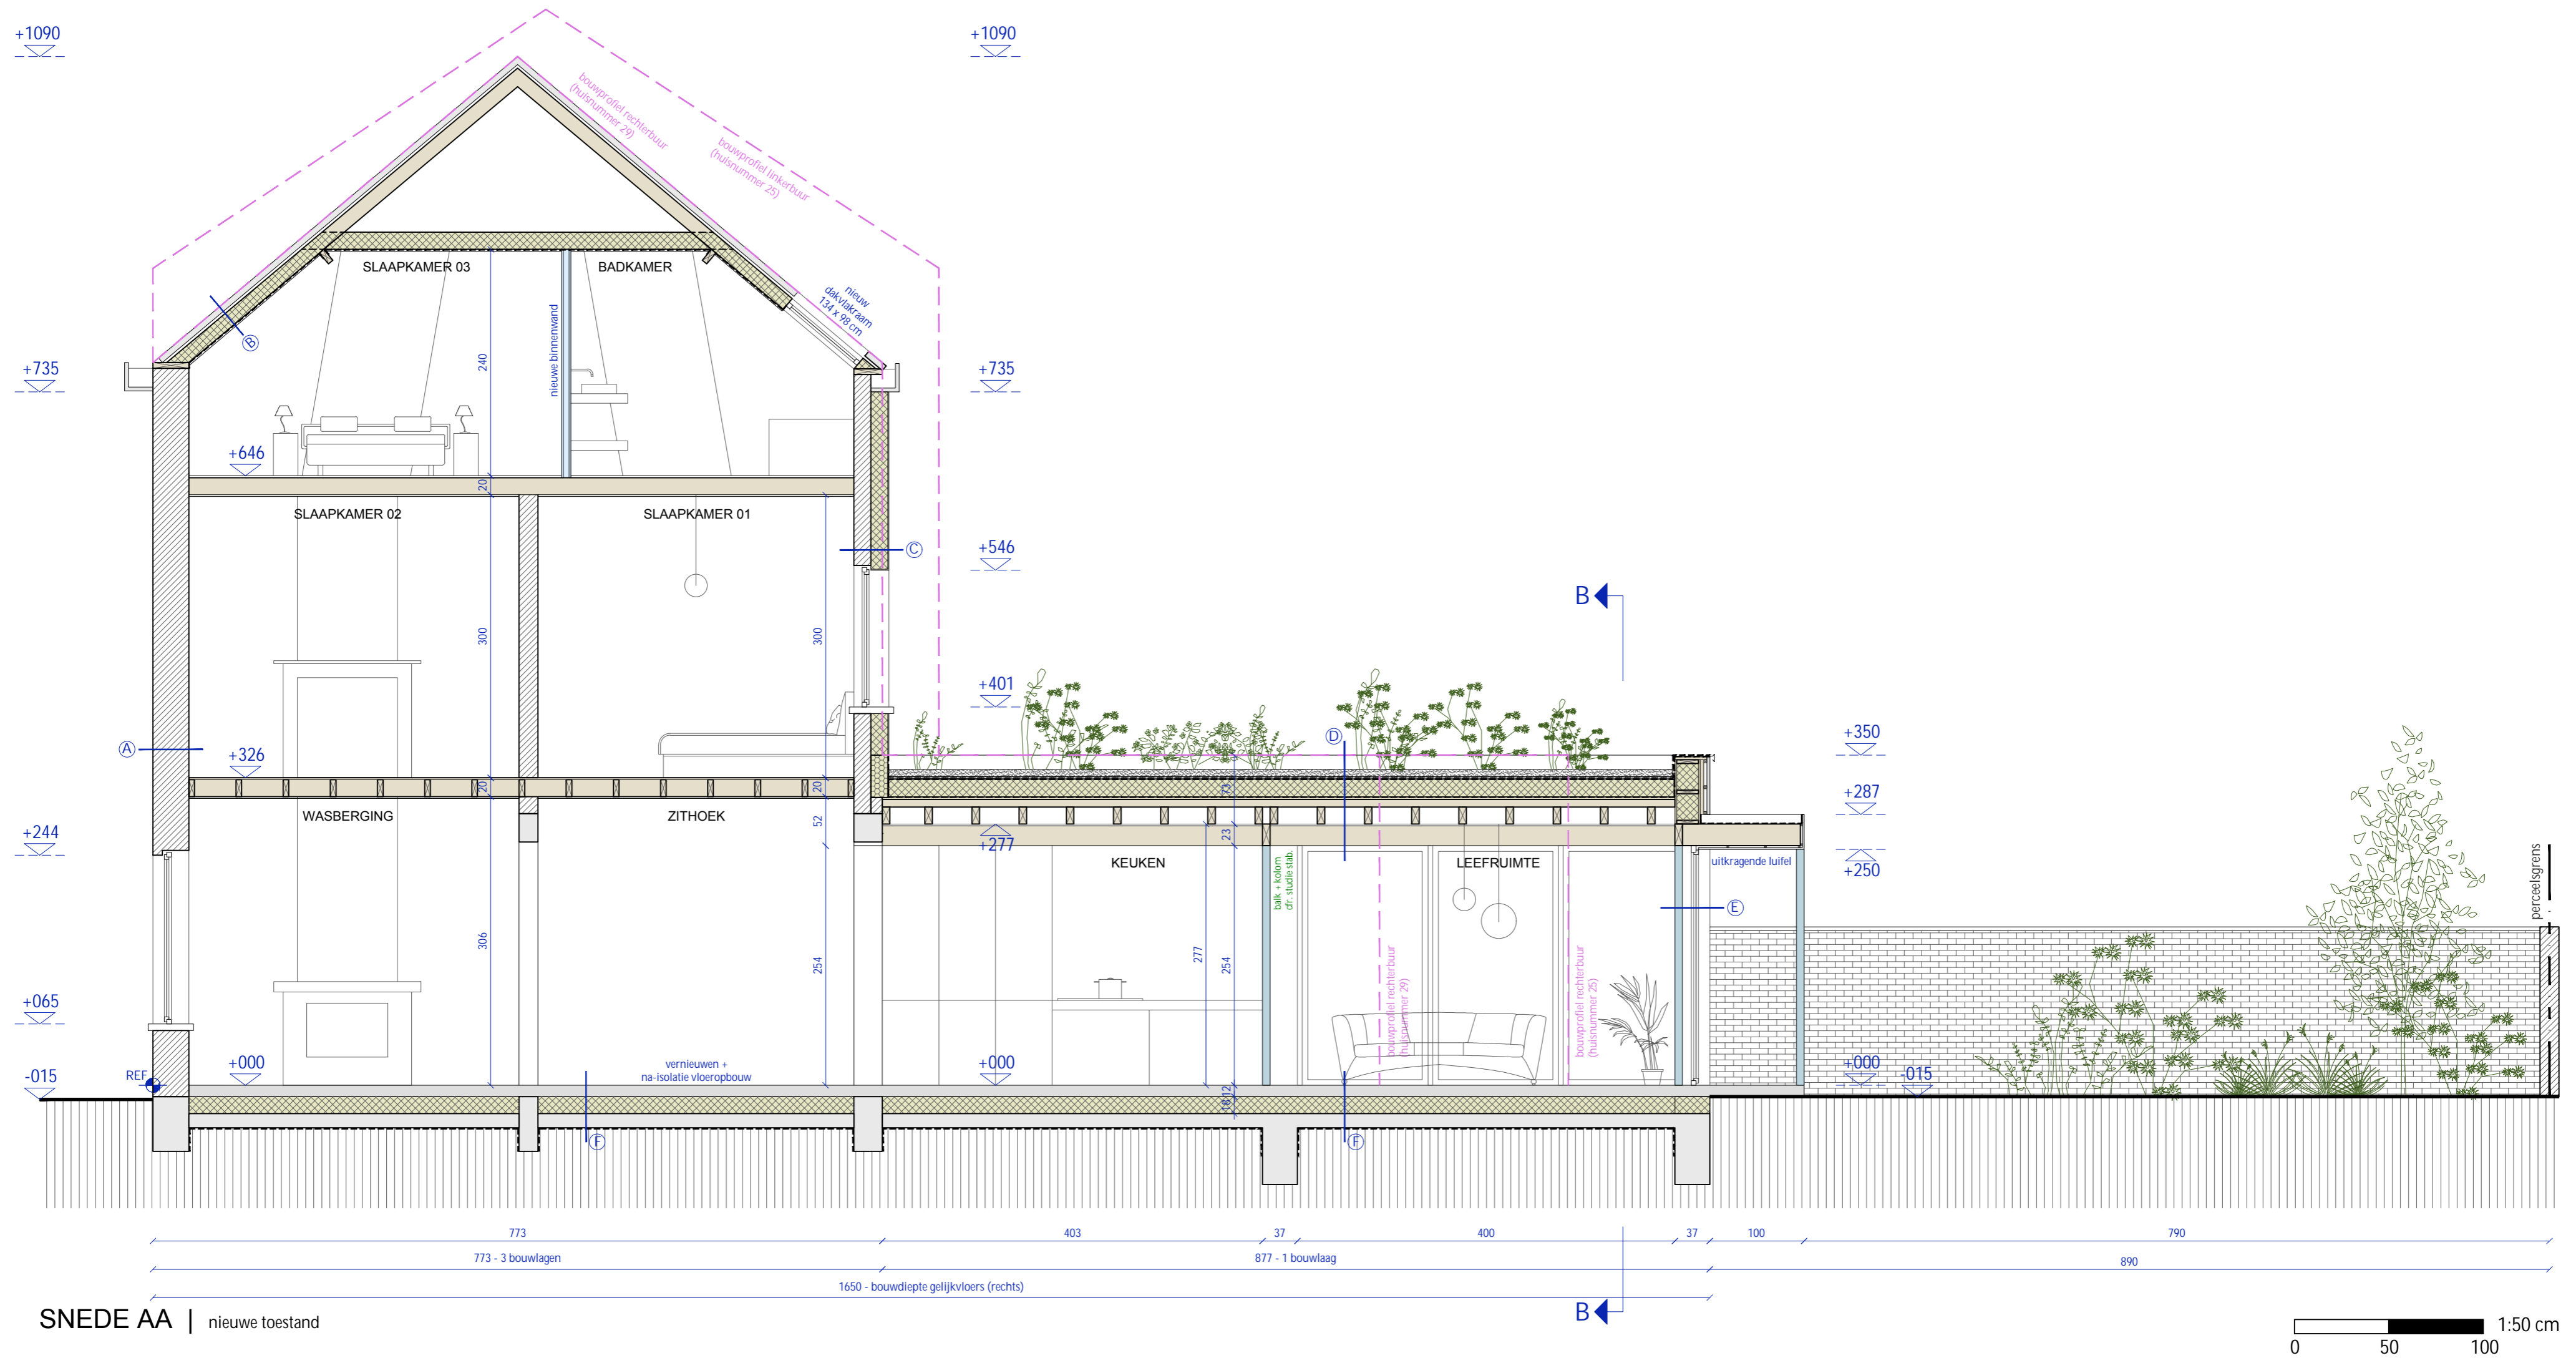 +1090
+1090
bouwprofiel rechterbuur
(huisnummer 29)
bouwprofiel linkerbuur
(huisnummer 25)
SLAAPKAMER 03
BADKAMER
nieuw
dakvlakraam
134 x 98 cm
B
nieuwe binnenwand
240
+735
+735
+646
20
SLAAPKAMER 02
SLAAPKAMER 01
C
+546
B
300
300
+401
A
+326
D
+350
20
20
73
+287
WASBERGING
ZITHOEK
52
+244
23
+277
KEUKEN
LEEFRUIMTE
uitkragende luifel
+250
balk + kolom
cfr. studie stab.
perceelsgrens
E
306
254
277
254
bouwprofiel rechterbuur
(huisnummer 29)
bouwprofiel rechterbuur
(huisnummer 25)
+065
-015
REF
+000
vernieuwen +
na-isolatie vloeropbouw
+000
+000
-015
12
18
F
F
773
403
37
400
37
100
790
773 - 3 bouwlagen
877 - 1 bouwlaag
890
1650 - bouwdiepte gelijkvloers (rechts)
B
SNEDE AA | nieuwe toestand
1:50 cm
0 50 100